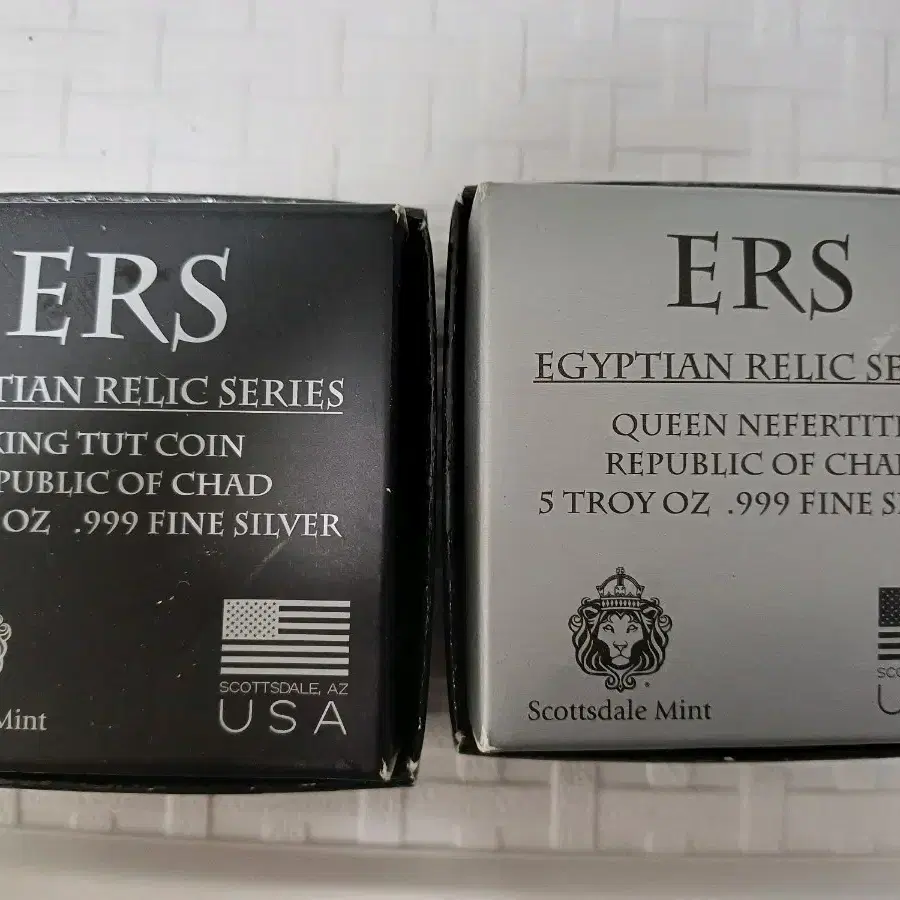 ERS
TIAN RELIC SERIES
KING TUT COIN
PUBLIC OF CHAD
OZ .999 FINE SILVER
SCOTTSDALE, AZ
USA
Mint
ERS
EGYPTIAN RELIC SE
QUEEN NEFERTITI
REPUBLIC OF CHA
5 TROY OZ .999 FINE S
Scottsdale Mint
SC
U